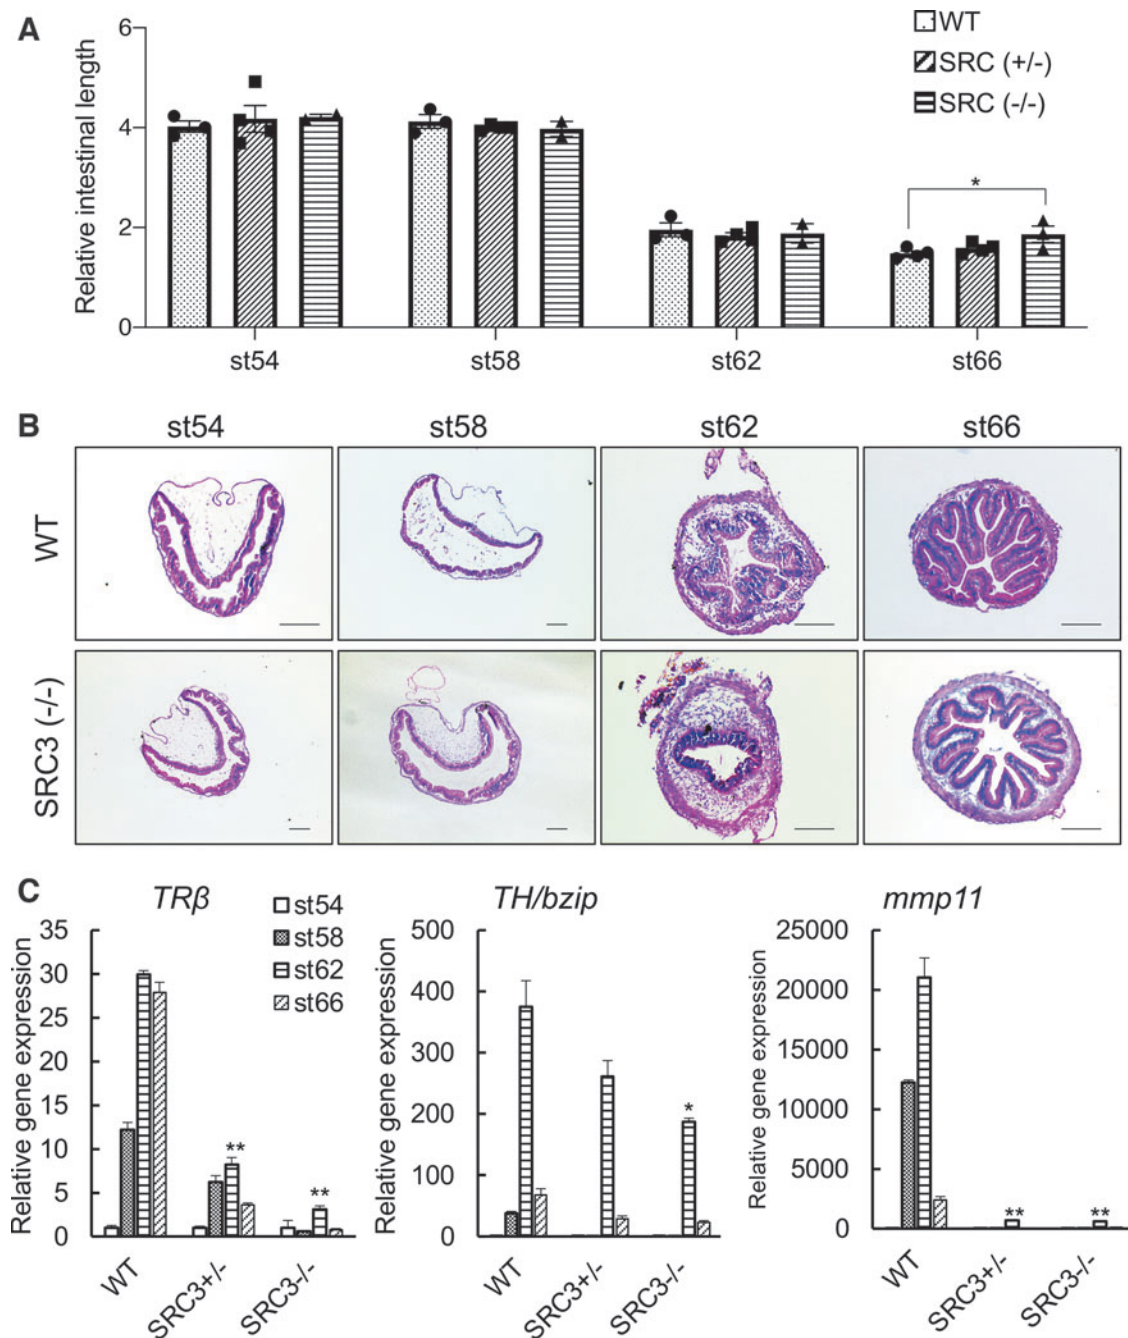 A
Relative intestinal length
6
4
2
0
WT
SRC (+/-)
SRC (-/-)
*
st54
st58
st62
st66
B
st54
st58
st62
st66
WT
SRC3 (-/-)
C
TRβ
st54
st58
st62
st66
Relative gene expression
35
30
25
20
15
10
5
0
**
**
WT
SRC3+/-
SRC3-/-
TH/bzip
Relative gene expression
500
400
300
200
100
0
*
WT
SRC3+/-
SRC3-/-
mmp11
Relative gene expression
25000
20000
15000
10000
5000
0
**
**
WT
SRC3+/-
SRC3-/-